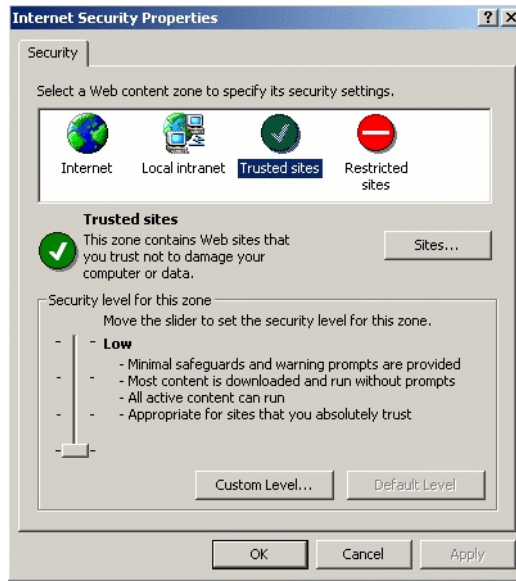 Internet Security Properties
Security
Select a Web content zone to specify its security settings.
Internet
Local intranet
Trusted sites
Restricted
sites
Trusted sites
This zone contains Web sites that
you trust not to damage your
computer or data.
Sites...
Security level for this zone
Move the slider to set the security level for this zone.
Low
- Minimal safeguards and warning prompts are provided
- Most content is downloaded and run without prompts
- All active content can run
- Appropriate for sites that you absolutely trust
Custom Level...
Default Level
OK
Cancel
Apply